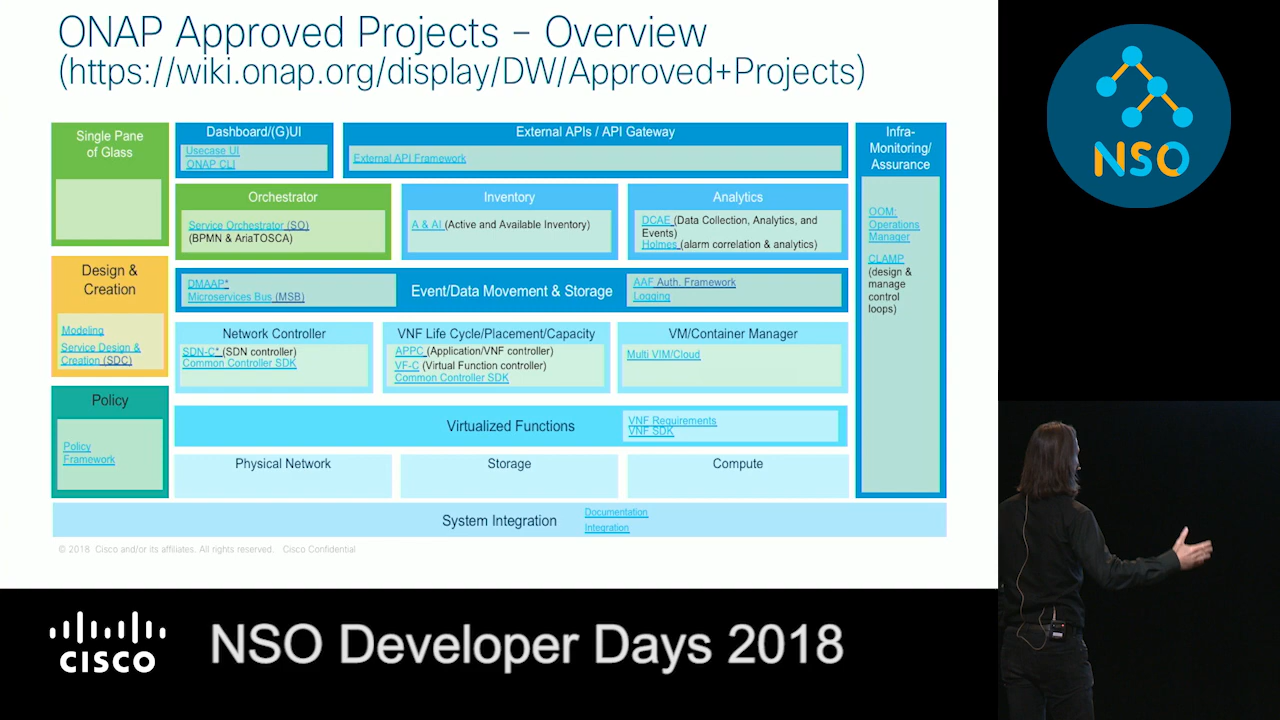 ONAP Approved Projects – Overview
(https://wiki.onap.org/display/DW/Approved+Projects)
NSO
Single Pane
of Glass
Dashboard/(G)UI
Usecase UI
ONAP CLI
External APIs / API Gateway
External API Framework
Infra-
Monitoring/
Assurance
OOM:
Operations
Manager
CLAMP
(design &
manage
control
loops)
Orchestrator
Service Orchestrator (SO)
(BPMN & AriaTOSCA)
Inventory
A & AI (Active and Available Inventory)
Analytics
DCAE (Data Collection, Analytics, and
Events)
Holmes (alarm correlation & analytics)
Design &
Creation
Modeling
Service Design &
Creation (SDC)
DMAAP*
Microservices Bus (MSB)
Event/Data Movement & Storage
AAF Auth. Framework
Logging
Network Controller
SDN-C* (SDN controller)
Common Controller SDK
VNF Life Cycle/Placement/Capacity
APPC (Application/VNF controller)
VF-C (Virtual Function controller)
Common Controller SDK
VM/Container Manager
Multi VIM/Cloud
Policy
Policy
Framework
Virtualized Functions
VNF Requirements
VNF SDK
Physical Network
Storage
Compute
System Integration
Documentation
Integration
© 2018 Cisco and/or its affiliates. All rights reserved. Cisco Confidential
CISCO
NSO Developer Days 2018